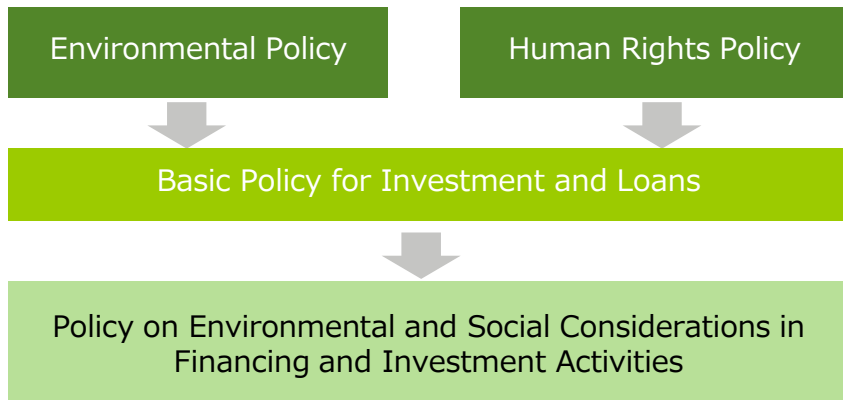 Environmental Policy
Human Rights Policy
Basic Policy for Investment and Loans
Policy on Environmental and Social Considerations in
Financing and Investment Activities